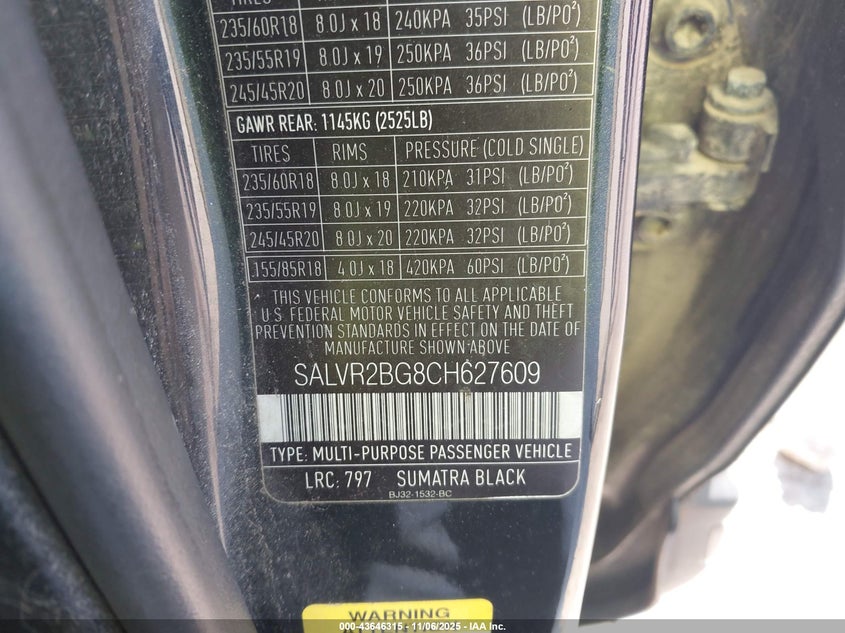 TIRES
235/60R18 8.0J x 18 240KPA 35PSI (LB/PO²)
235/55R19 8.0J x 19 250KPA 36PSI (LB/PO²)
245/45R20 8.0J x 20 250KPA 36PSI (LB/PO²)
GAWR REAR: 1145KG (2525LB)
TIRES RIMS PRESSURE (COLD SINGLE)
235/60R18 8.0J x 18 210KPA 31PSI (LB/PO²)
235/55R19 8.0J x 19 220KPA 32PSI (LB/PO²)
245/45R20 8.0J x 20 220KPA 32PSI (LB/PO²)
155/85R18 4.0J x 18 420KPA 60PSI (LB/PO²)
THIS VEHICLE CONFORMS TO ALL APPLICABLE
U.S. FEDERAL MOTOR VEHICLE SAFETY AND THEFT
PREVENTION STANDARDS IN EFFECT ON THE DATE OF
MANUFACTURE SHOWN ABOVE
SALVR2BG8CH627609
TYPE: MULTI-PURPOSE PASSENGER VEHICLE
LRC: 797 SUMATRA BLACK
BJ32-1532-BC
WARNING
000-43646315 - 11/06/2025 - IAA Inc.